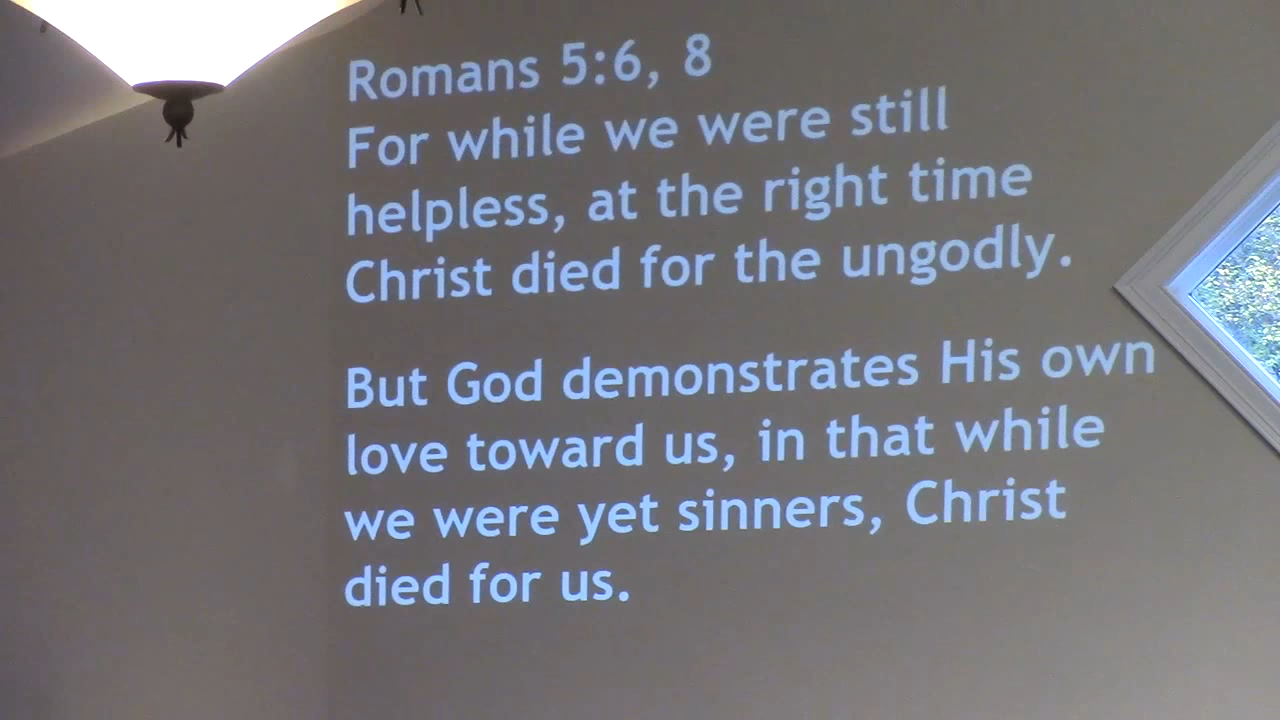 Romans 5:6, 8
For while we were still
helpless, at the right time
Christ died for the ungodly.
But God demonstrates His own
love toward us, in that while
we were yet sinners, Christ
died for us.